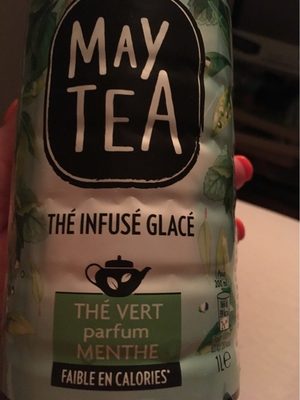 MAY
TEA
THÉ INFUSÉ GLACÉ
THÉ VERT
parfum
MENTHE
FAIBLE EN CALORIES*
1L℮